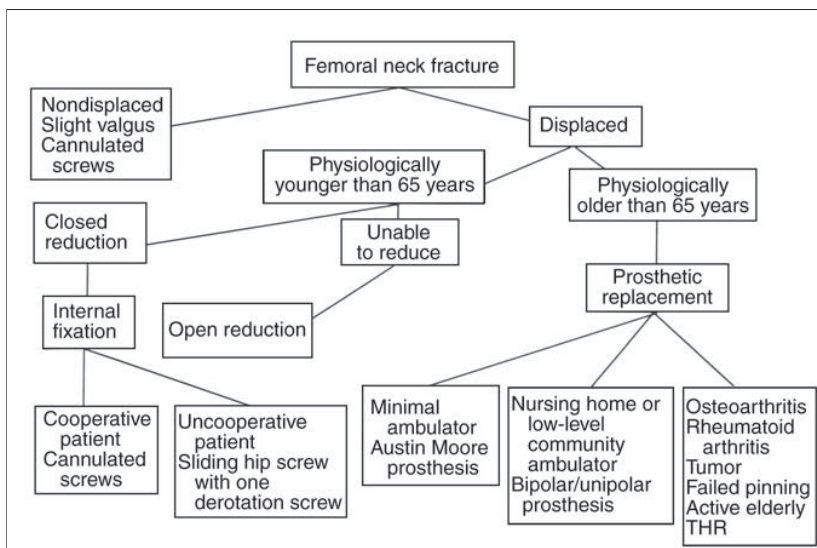 Femoral neck fracture
Nondisplaced
Slight valgus
Cannulated
screws
Displaced
Physiologically
younger than 65 years
Physiologically
older than 65 years
Closed
reduction
Unable
to reduce
Prosthetic
replacement
Internal
fixation
Open reduction
Cooperative
patient
Cannulated
screws
Uncooperative
patient
Sliding hip screw
with one
derotation screw
Minimal
ambulator
Austin Moore
prosthesis
Nursing home or
low-level
community
ambulator
Bipolar/unipolar
prosthesis
Osteoarthritis
Rheumatoid
arthritis
Tumor
Failed pinning
Active elderly
THR